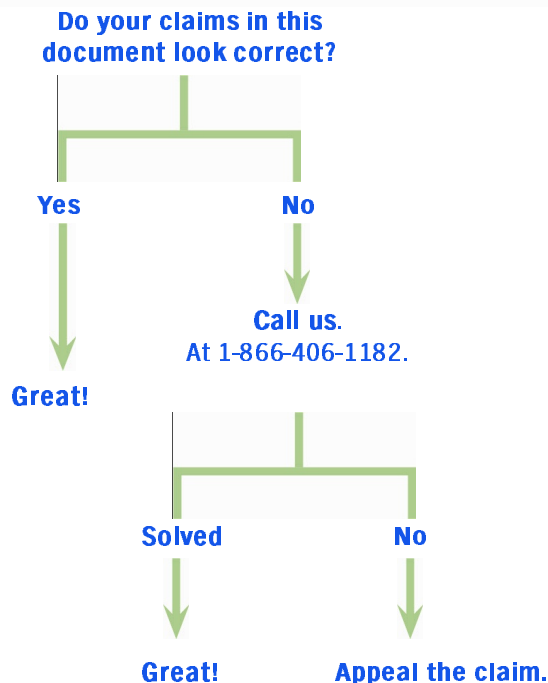 Do your claims in this
document look correct?
Yes
No
Call us.
At 1-866-406-1182.
Great!
Solved
No
Great!
Appeal the claim.